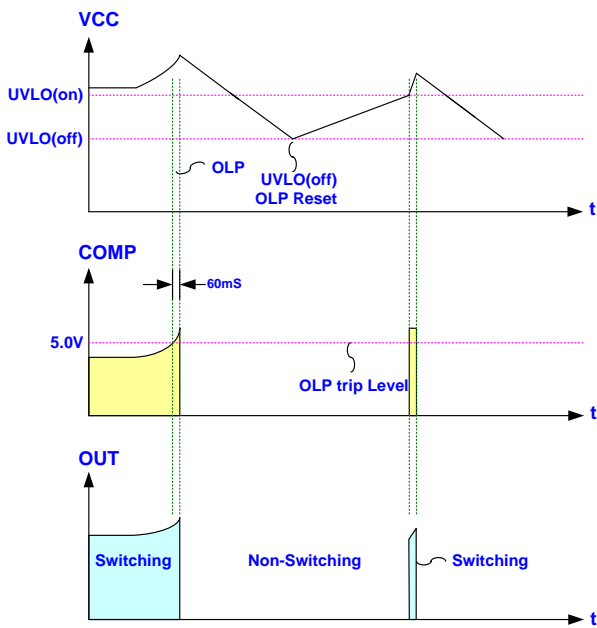 VCC
UVLO(on)
UVLO(off)
OLP
UVLO(off)
OLP Reset
t
COMP
60mS
5.0V
OLP trip Level
t
OUT
Switching
Non-Switching
Switching
t